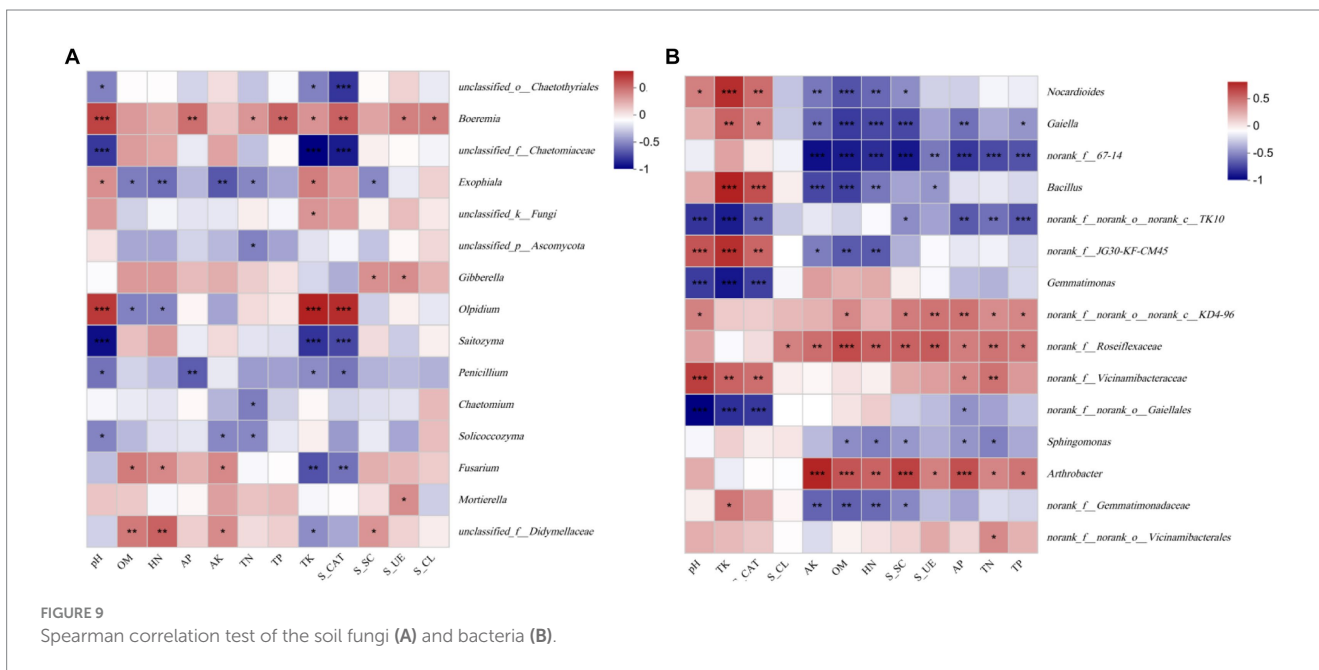 A
* * *** unclassified_o__Chaetothyriales
*** ** * ** * ** * * Boeremia
*** *** *** unclassified_f__Chaetomiaceae
* * ** ** * * * Exophiala
* unclassified_k__Fungi
* unclassified_p__Ascomycota
* * Gibberella
*** * * *** *** Olpidium
*** *** *** Saitozyma
* ** * * Penicillium
* Chaetomium
* * * Solicoccozyma
* * * ** ** Fusarium
* Mortierella
** ** * * * unclassified_f__Didymellaceae
pH OM HN AP AK TN TP TK S_CAT S_SC S_UE S_CL
0.
0
-0.5
-1
B
* *** ** ** *** ** * Nocardioides
** * ** *** *** *** ** * Gaiella
*** *** *** *** ** *** *** *** norank_f__67-14
*** *** *** *** ** * Bacillus
*** *** ** * ** ** *** norank_f__norank_o__norank_c__TK10
*** *** ** * ** ** norank_f__JG30-KF-CM45
*** *** *** Gemmatimonas
* * * ** ** * * norank_f__norank_o__norank_c__KD4-96
* ** *** ** ** ** * ** * norank_f__Roseiflexaceae
*** ** ** * ** norank_f__Vicinamibacteraceae
*** *** *** * norank_f__norank_o__Gaiellales
* * * * * Sphingomonas
*** *** ** *** * *** * * Arthrobacter
* ** ** ** * norank_f__Gemmatimonadaceae
* norank_f__norank_o__Vicinamibacterales
pH TK S_CAT S_CL AK OM HN S_SC S_UE AP TN TP
0.5
0
-0.5
-1
FIGURE 9
Spearman correlation test of the soil fungi (A) and bacteria (B).